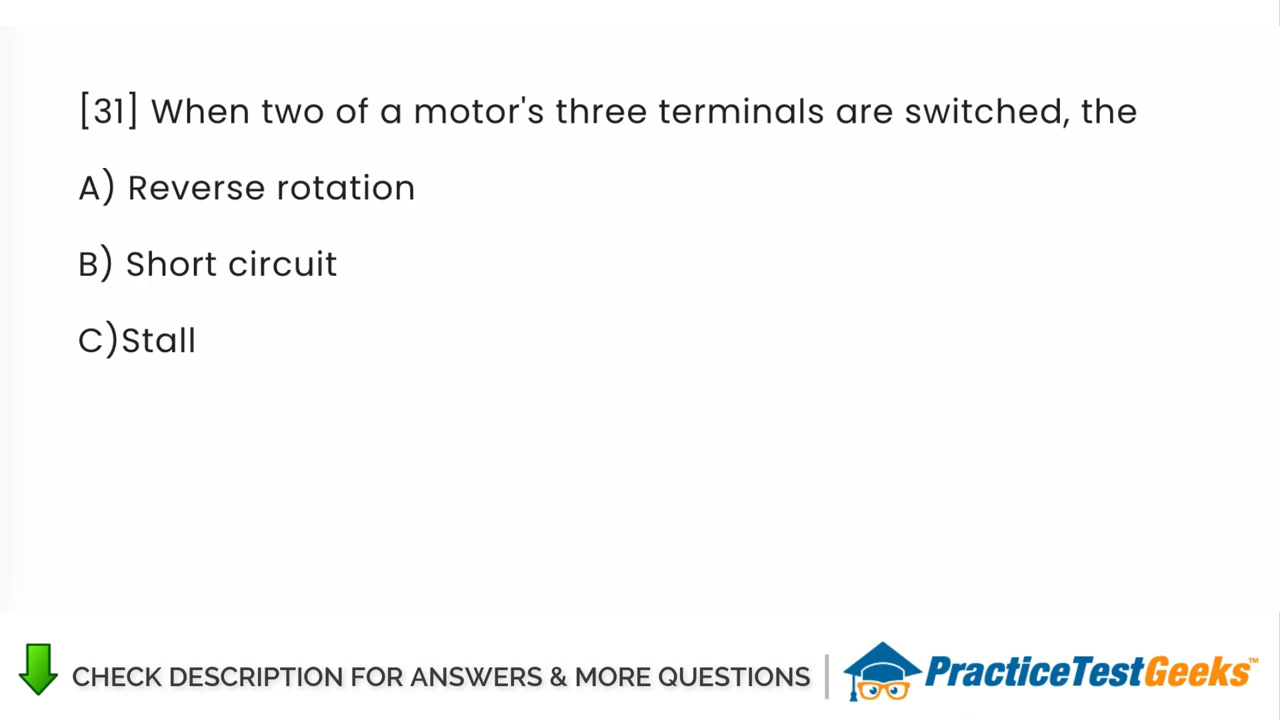 [31] When two of a motor's three terminals are switched, the
A) Reverse rotation
B) Short circuit
C)Stall
CHECK DESCRIPTION FOR ANSWERS & MORE QUESTIONS
PracticeTestGeeks™